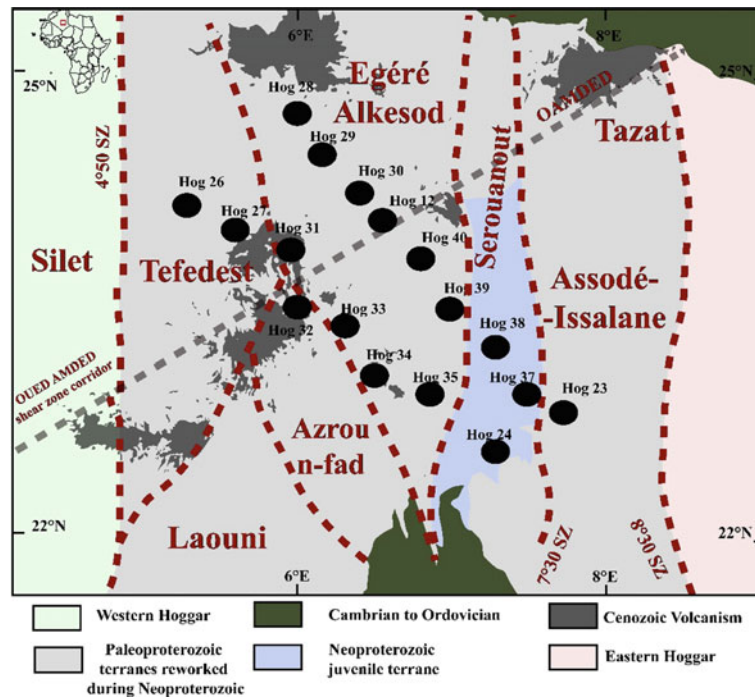 6°E
8°E
25°N
25°N
Hog 28
Egéré
Alkesod
OAMDED
Tazat
4°50 SZ
Hog 29
Serouanout
Hog 30
Hog 26
Hog 12
Hog 27
Hog 31
Hog 40
Silet
Tefedest
Assodé-
-Issalane
Hog 39
Hog 32
Hog 33
Hog 38
OUED AMDED
shear zone corridor
Hog 34
Hog 35
Hog 37
Hog 23
Azrou
n-fad
Hog 24
22°N
22°N
Laouni
7°30 SZ
8°30 SZ
6°E
8°E
Western Hoggar
Cambrian to Ordovician
Cenozoic Volcanism
Paleoproterozoic
terranes reworked
during Neoproterozoic
Neoproterozoic
juvenile terrane
Eastern Hoggar